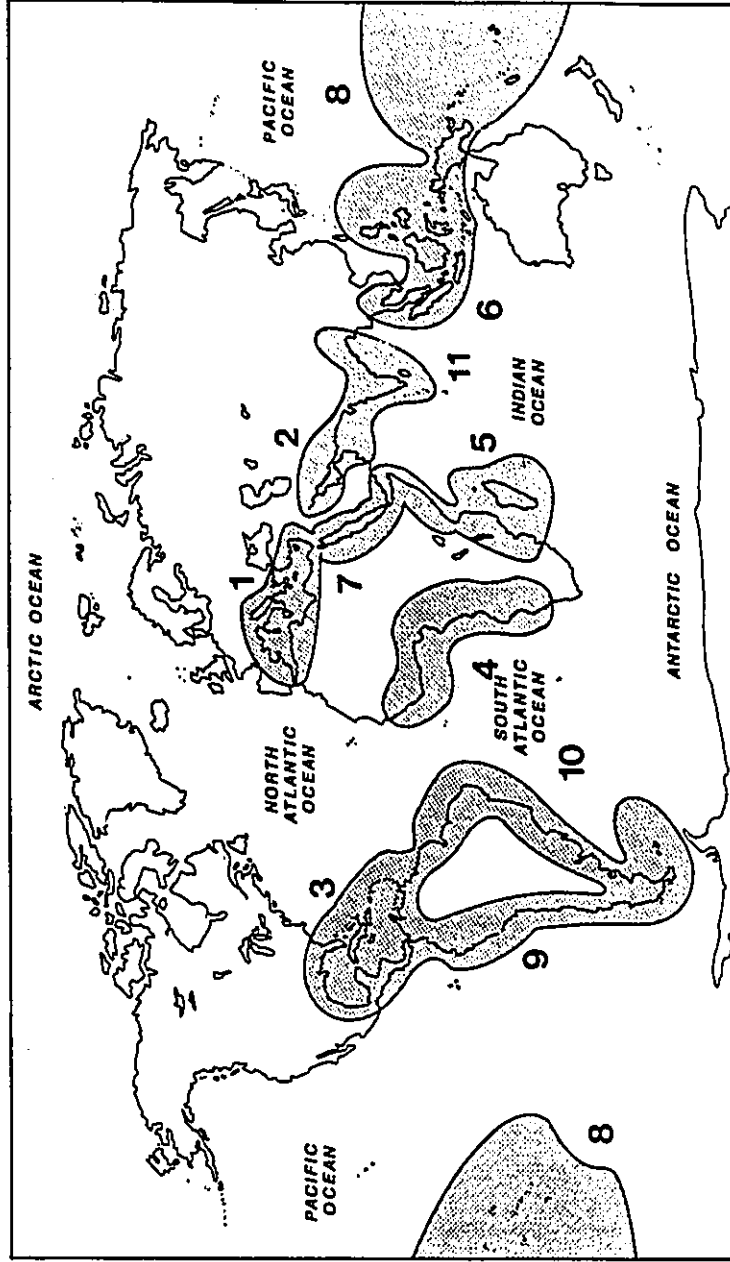 ARCTIC OCEAN
PACIFIC
OCEAN
NORTH
ATLANTIC
OCEAN
PACIFIC
OCEAN
1
2
3
8
7
11
6
4
5
SOUTH
ATLANTIC
OCEAN
INDIAN
OCEAN
9
10
8
ANTARCTIC OCEAN